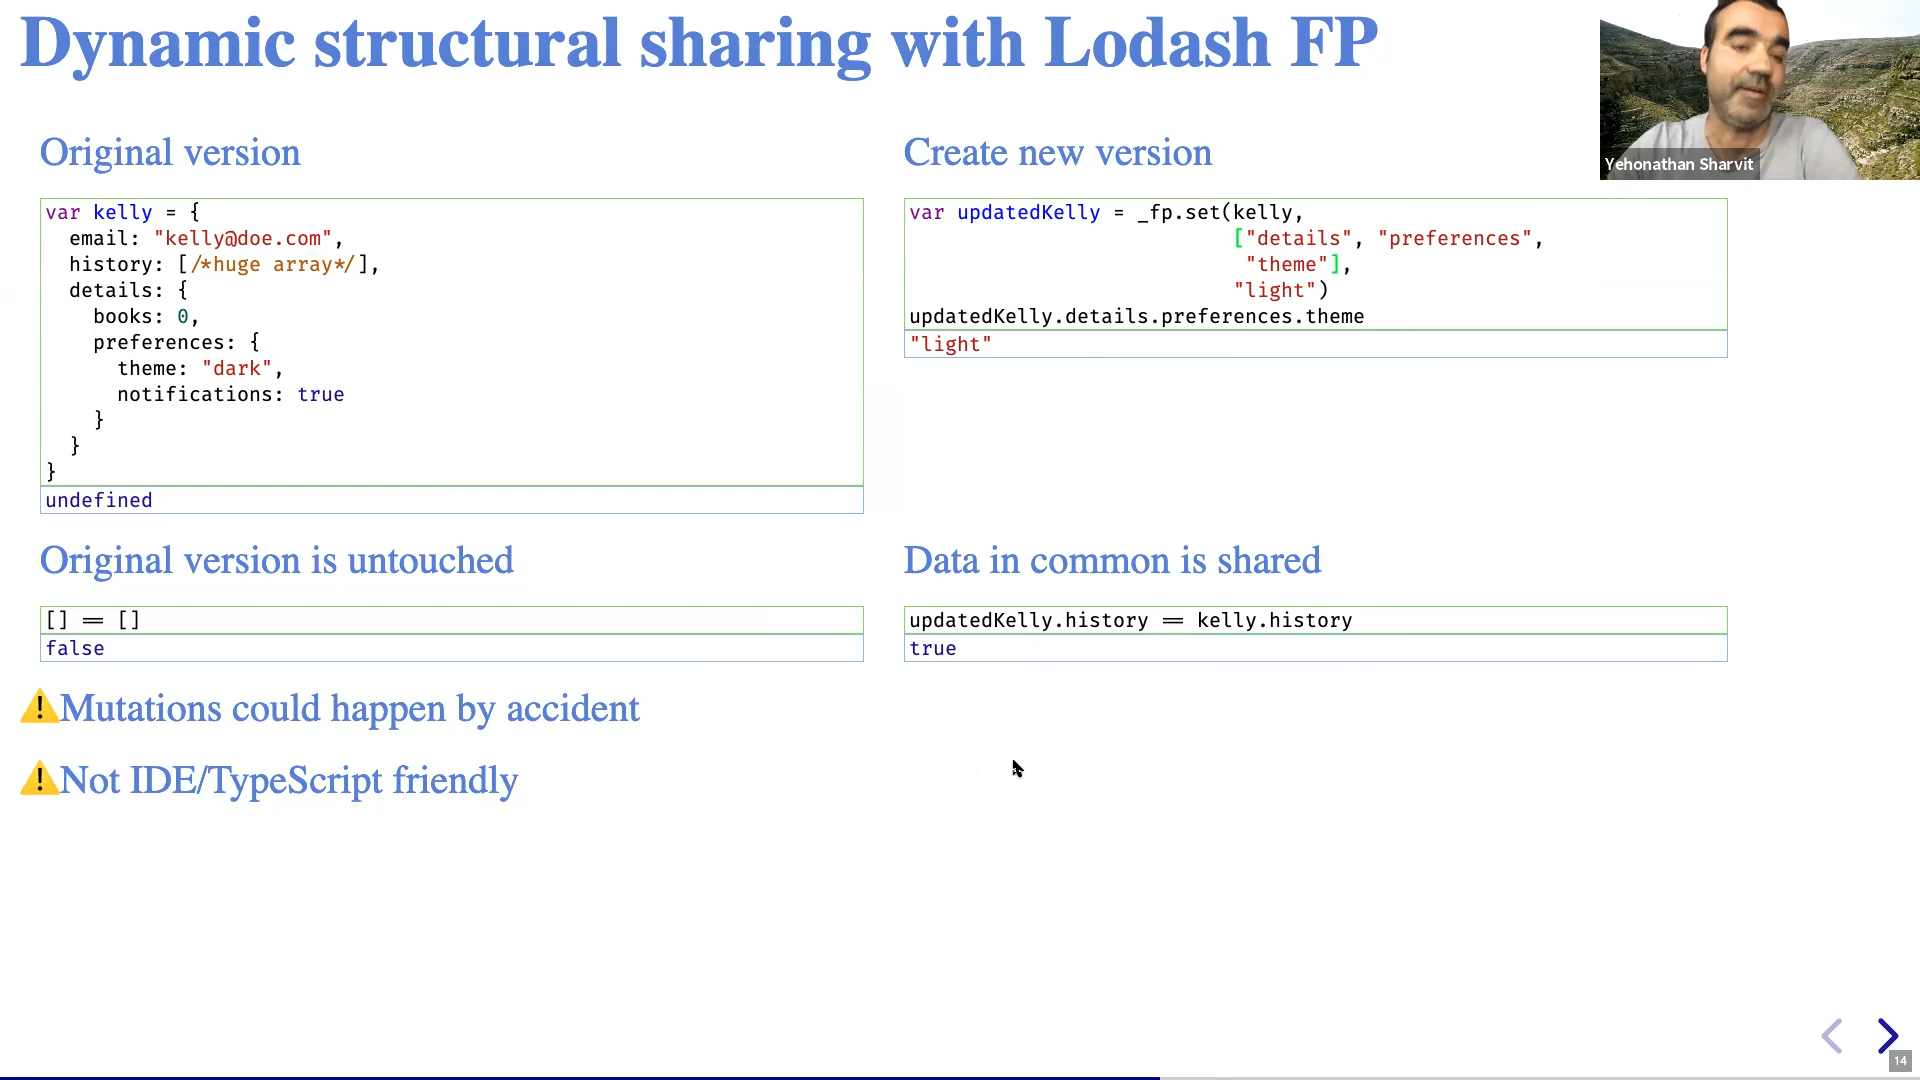 Dynamic structural sharing with Lodash FP
Yehonathan Sharvit
Original version
var kelly = {
  email: "kelly@doe.com",
  history: [/*huge array*/],
  details: {
    books: 0,
    preferences: {
      theme: "dark",
      notifications: true
    }
  }
}
undefined
Create new version
var updatedKelly = _fp.set(kelly,
                           ["details", "preferences",
                            "theme"],
                           "light")
updatedKelly.details.preferences.theme
"light"
Original version is untouched
[] == []
false
Data in common is shared
updatedKelly.history == kelly.history
true
⚠️Mutations could happen by accident
⚠️Not IDE/TypeScript friendly
14